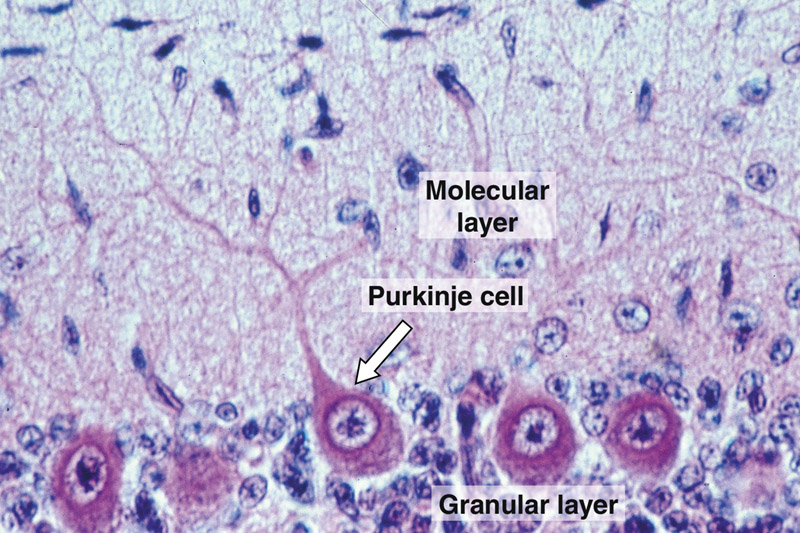 Molecular
layer
Purkinje cell
Granular layer